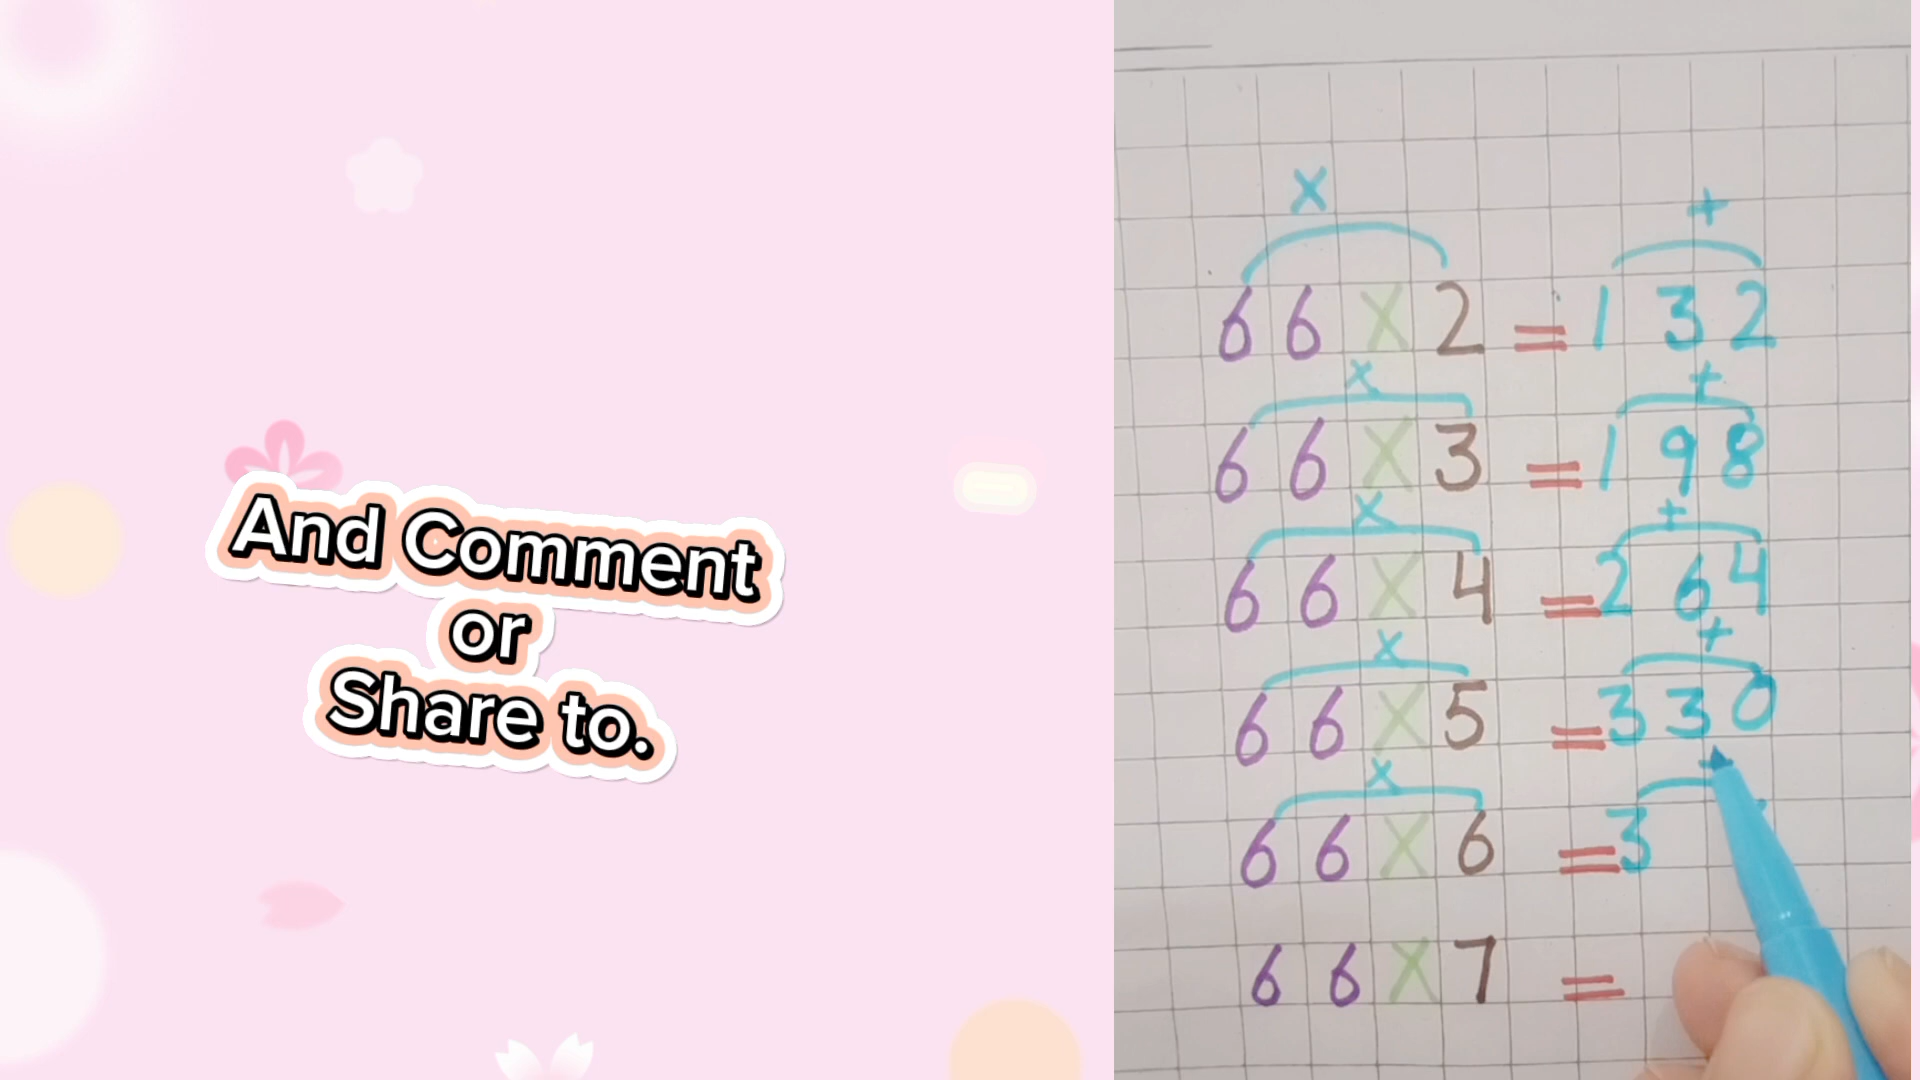 And Comment
or
Share to.
x +
66 X 2 = 132
x +
66 X 3 = 198
x +
66 X 4 = 264
x +
66 X 5 = 330
x
66 X 6 = 3
66 X 7 =